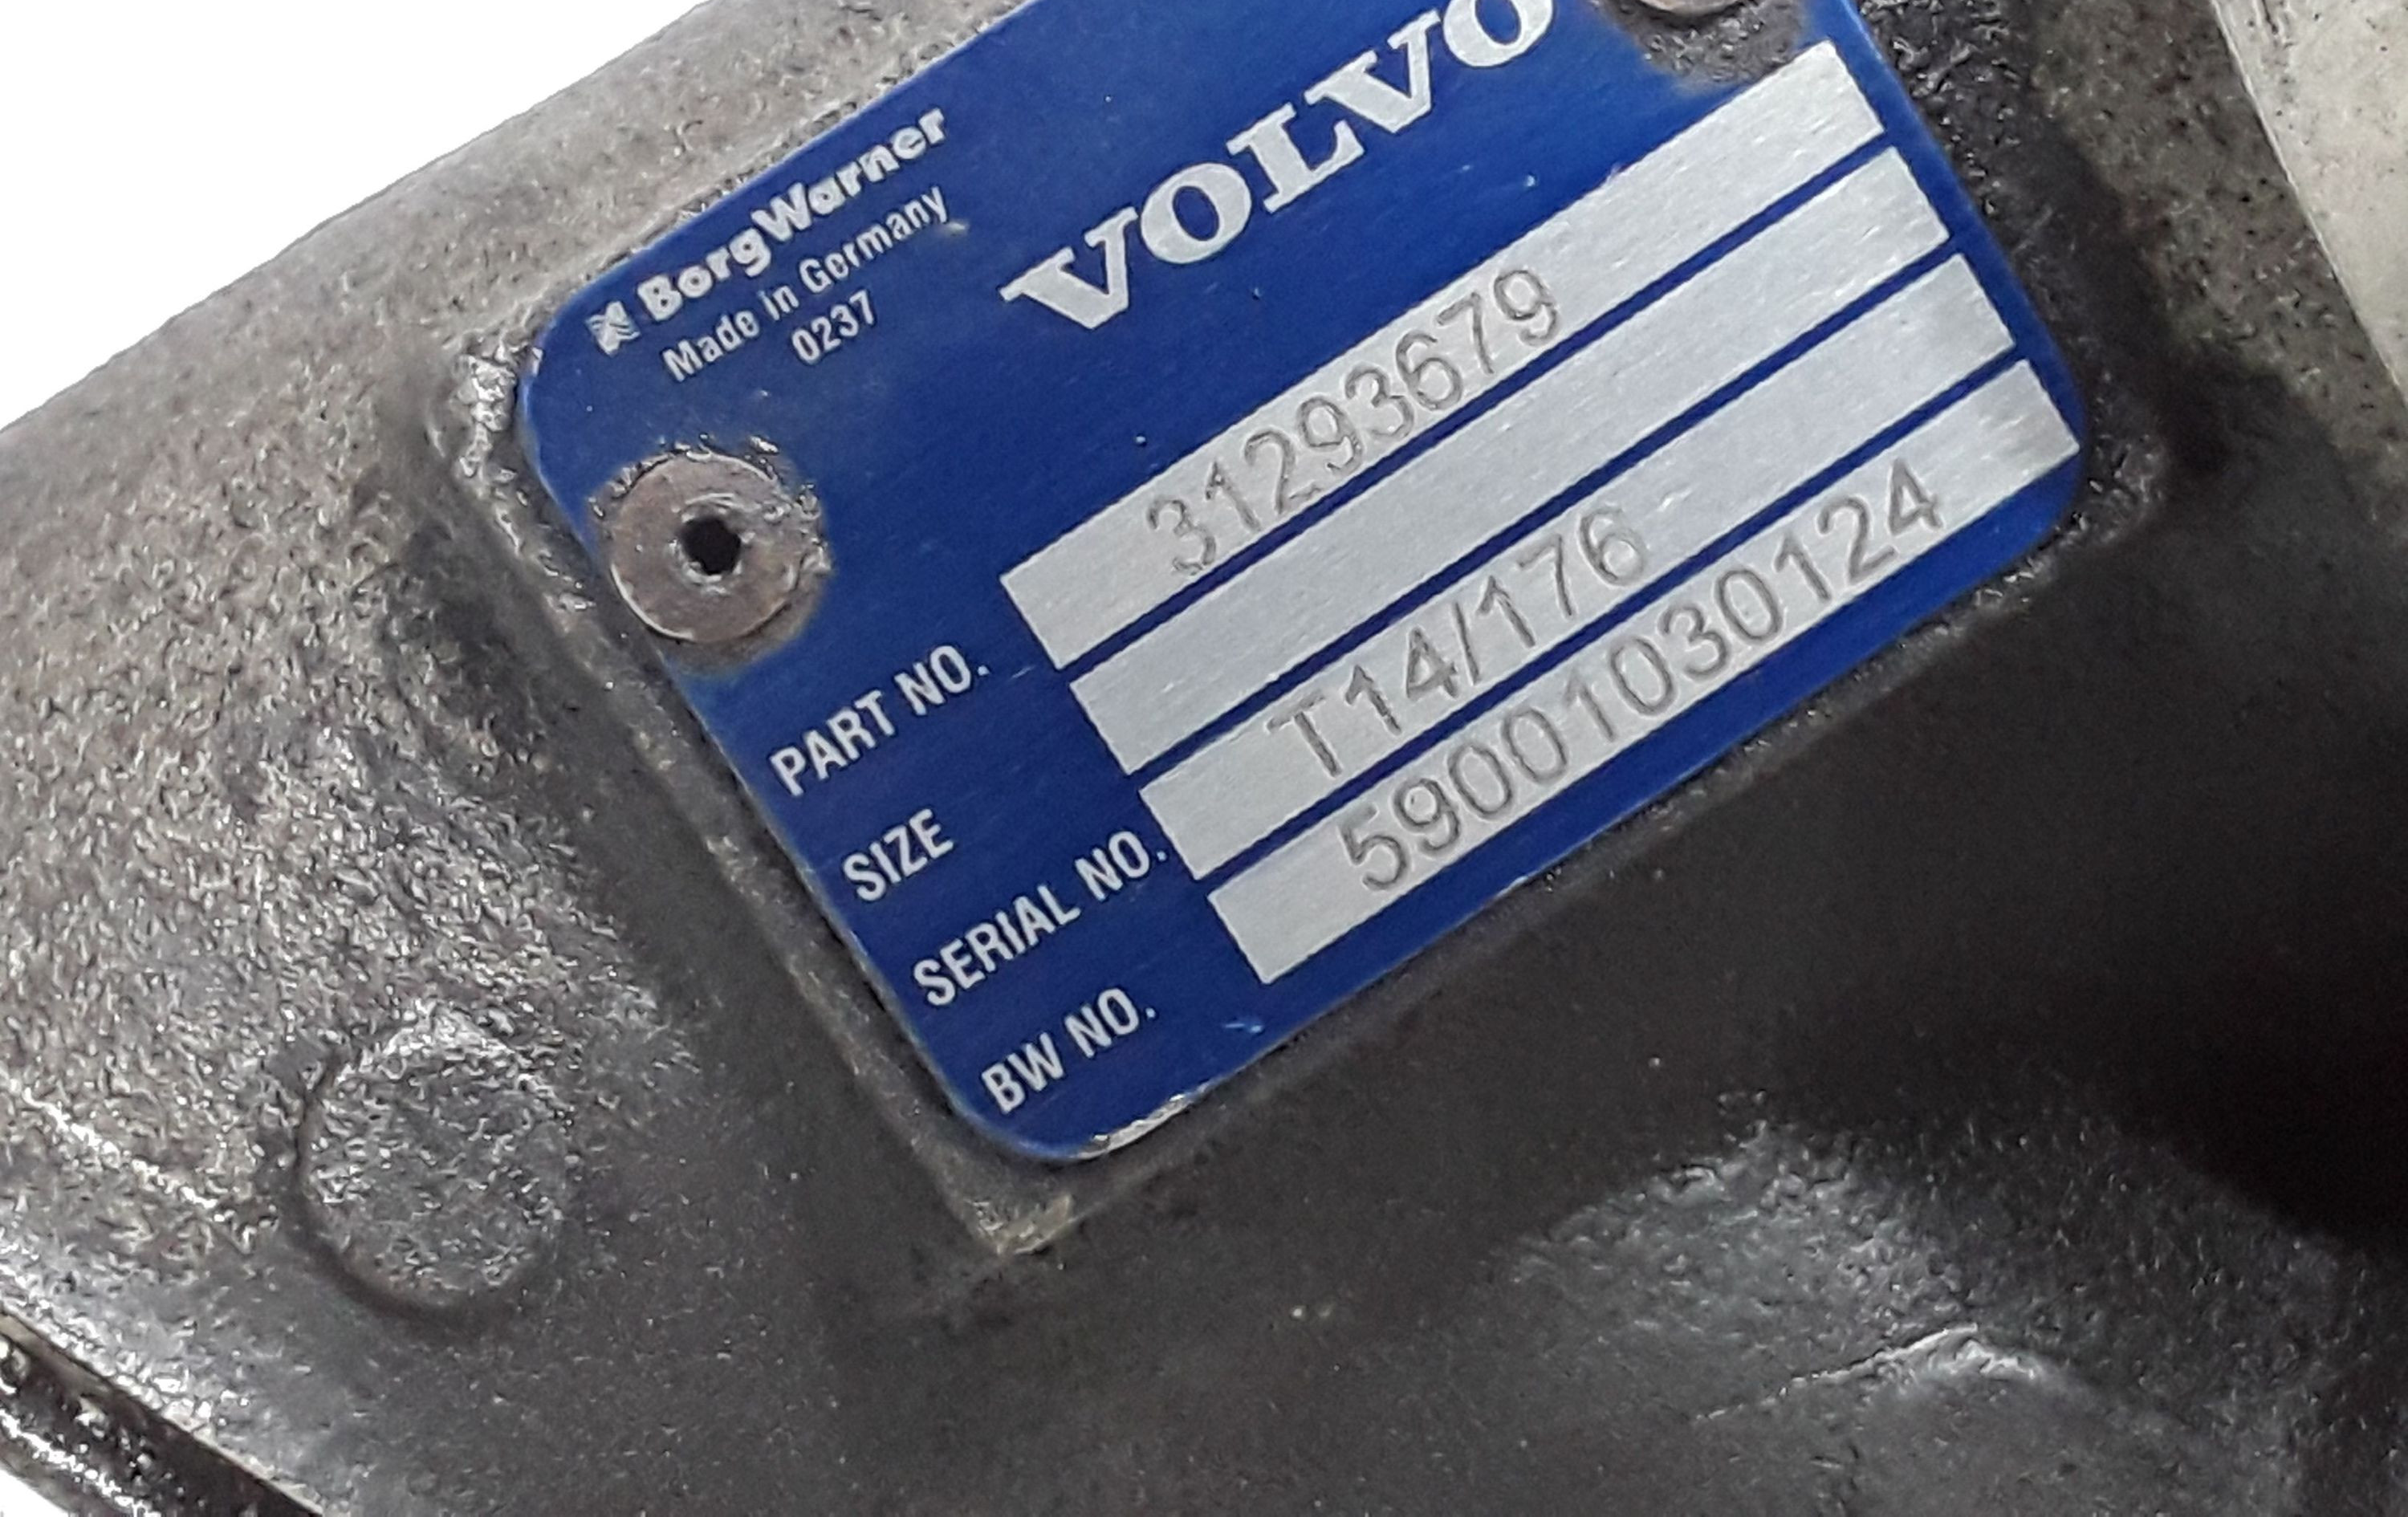 BorgWarner
Made in Germany
0237
VOLVO
PART NO. 31293679
SIZE
SERIAL NO. T14/176
BW NO. 59001030124